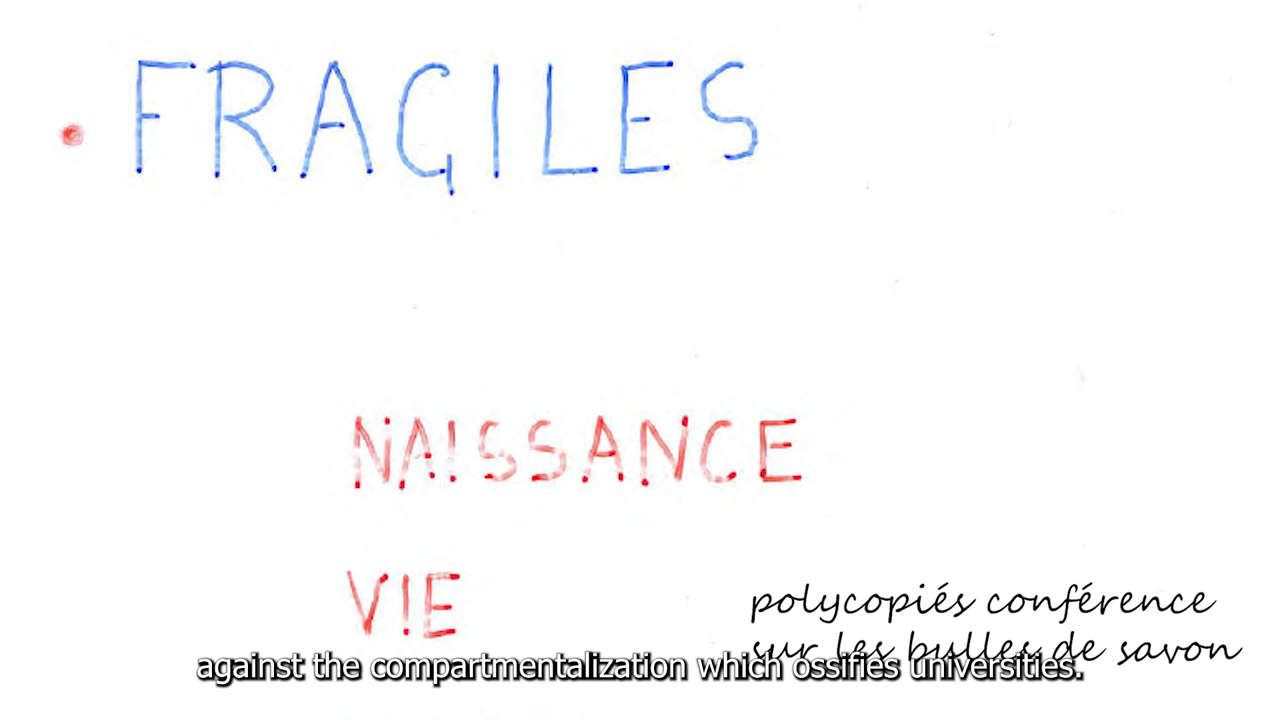 • FRAGILES
NAISSANCE
VIE
polycopiés conférence
sur les bulles de savon
against the compartmentalization which ossifies universities.